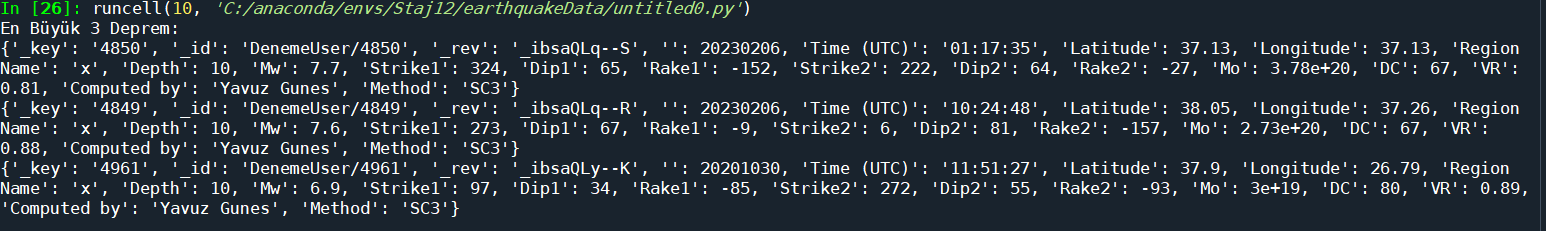 In [26]: runcell(10, 'C:/anaconda/envs/Staj12/earthquakeData/untitled0.py')
En Büyük 3 Deprem:
{'_key': '4850', '_id': 'DenemeUser/4850', '_rev': '_ibsaQLq--S', '': 20230206, 'Time (UTC)': '01:17:35', 'Latitude': 37.13, 'Longitude': 37.13, 'Region
Name': 'x', 'Depth': 10, 'Mw': 7.7, 'Strike1': 324, 'Dip1': 65, 'Rake1': -152, 'Strike2': 222, 'Dip2': 64, 'Rake2': -27, 'Mo': 3.78e+20, 'DC': 67, 'VR':
0.81, 'Computed by': 'Yavuz Gunes', 'Method': 'SC3'}
{'_key': '4849', '_id': 'DenemeUser/4849', '_rev': '_ibsaQLq--R', '': 20230206, 'Time (UTC)': '10:24:48', 'Latitude': 38.05, 'Longitude': 37.26, 'Region
Name': 'x', 'Depth': 10, 'Mw': 7.6, 'Strike1': 273, 'Dip1': 67, 'Rake1': -9, 'Strike2': 6, 'Dip2': 81, 'Rake2': -157, 'Mo': 2.73e+20, 'DC': 67, 'VR':
0.88, 'Computed by': 'Yavuz Gunes', 'Method': 'SC3'}
{'_key': '4961', '_id': 'DenemeUser/4961', '_rev': '_ibsaQLy--K', '': 20201030, 'Time (UTC)': '11:51:27', 'Latitude': 37.9, 'Longitude': 26.79, 'Region
Name': 'x', 'Depth': 10, 'Mw': 6.9, 'Strike1': 97, 'Dip1': 34, 'Rake1': -85, 'Strike2': 272, 'Dip2': 55, 'Rake2': -93, 'Mo': 3e+19, 'DC': 80, 'VR': 0.89,
'Computed by': 'Yavuz Gunes', 'Method': 'SC3'}